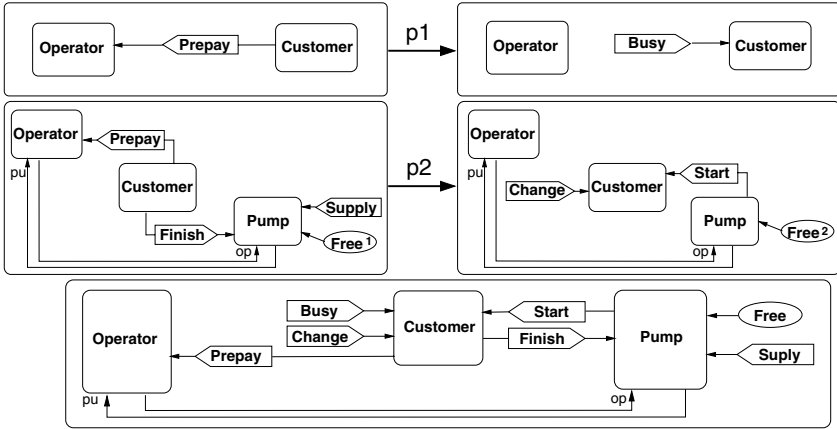 Operator
Prepay
Customer
p1
Operator
Busy
Customer
Operator
Prepay
pu
Customer
Supply
Pump
Finish
Free 1
op
p2
Operator
pu
Start
Change
Customer
Pump
Free 2
op
Busy
Start
Free
Customer
Operator
Change
Finish
Pump
Prepay
Suply
pu
op